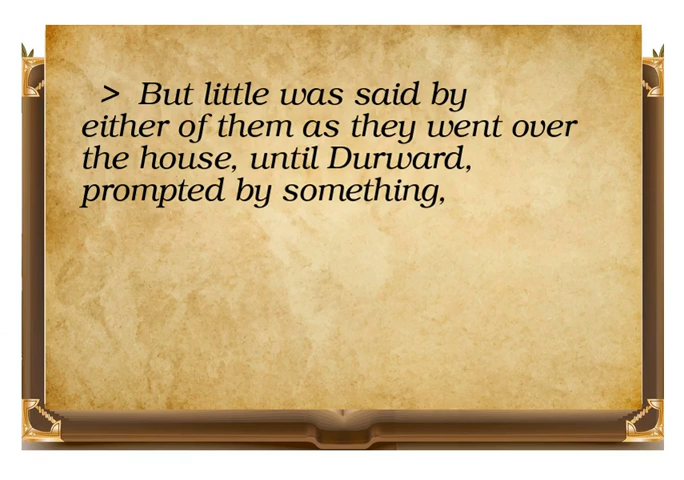 > But little was said by
either of them as they went over
the house, until Durward,
prompted by something,